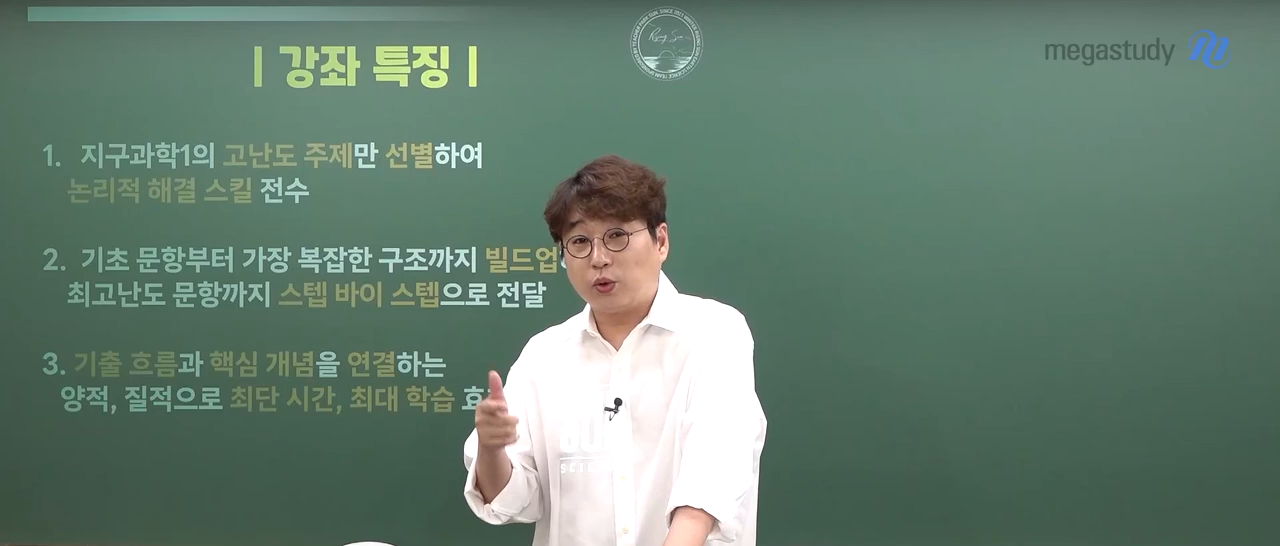 | 강좌 특징 |
megastudy
1. 지구과학1의 고난도 주제만 선별하여
논리적 해결 스킬 전수
2. 기초 문항부터 가장 복잡한 구조까지 빌드업
최고난도 문항까지 스텝 바이 스텝으로 전달
3. 기출 흐름과 핵심 개념을 연결하는
양적, 질적으로 최단 시간, 최대 학습